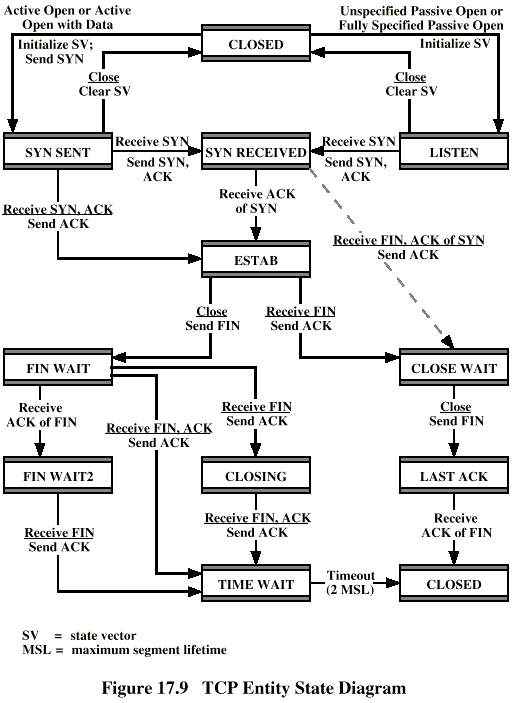 Active Open or Active
Open with Data
Unspecified Passive Open or
Fully Specified Passive Open
CLOSED
Initialize SV;
Send SYN
Initialize SV
Close
Clear SV
Close
Clear SV
SYN SENT
Receive SYN
Send SYN,
ACK
SYN RECEIVED
Receive SYN
Send SYN,
ACK
LISTEN
Receive SYN, ACK
Send ACK
Receive ACK
of SYN
Receive FIN, ACK of SYN
Send ACK
ESTAB
Close
Send FIN
Receive FIN
Send ACK
FIN WAIT
CLOSE WAIT
Receive
ACK of FIN
Receive FIN, ACK
Send ACK
Receive FIN
Send ACK
Close
Send FIN
FIN WAIT2
CLOSING
LAST ACK
Receive FIN
Send ACK
Receive FIN, ACK
Send ACK
Receive
ACK of FIN
TIME WAIT
Timeout
(2 MSL)
CLOSED
SV = state vector
MSL = maximum segment lifetime
Figure 17.9 TCP Entity State Diagram